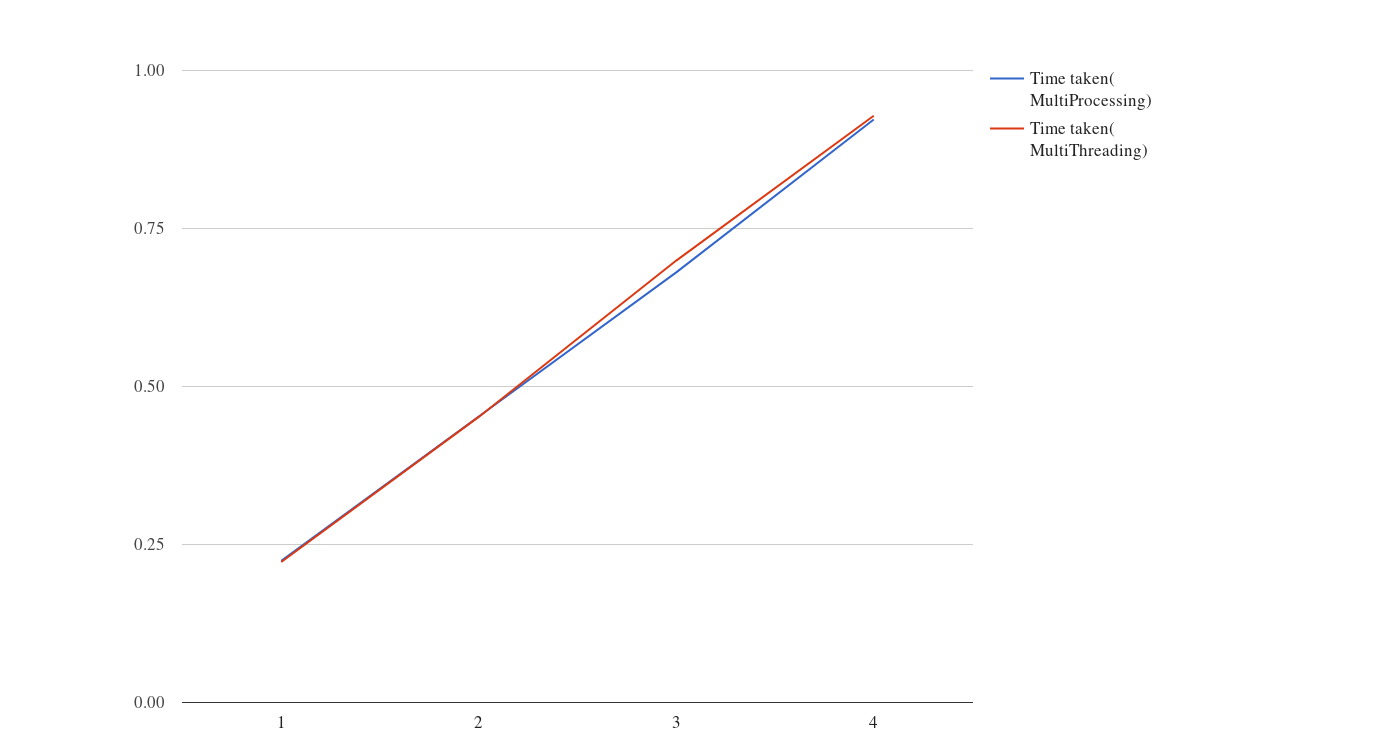 1.00
0.75
0.50
0.25
0.00
1 2 3 4
Time taken(
MultiProcessing)
Time taken(
MultiThreading)